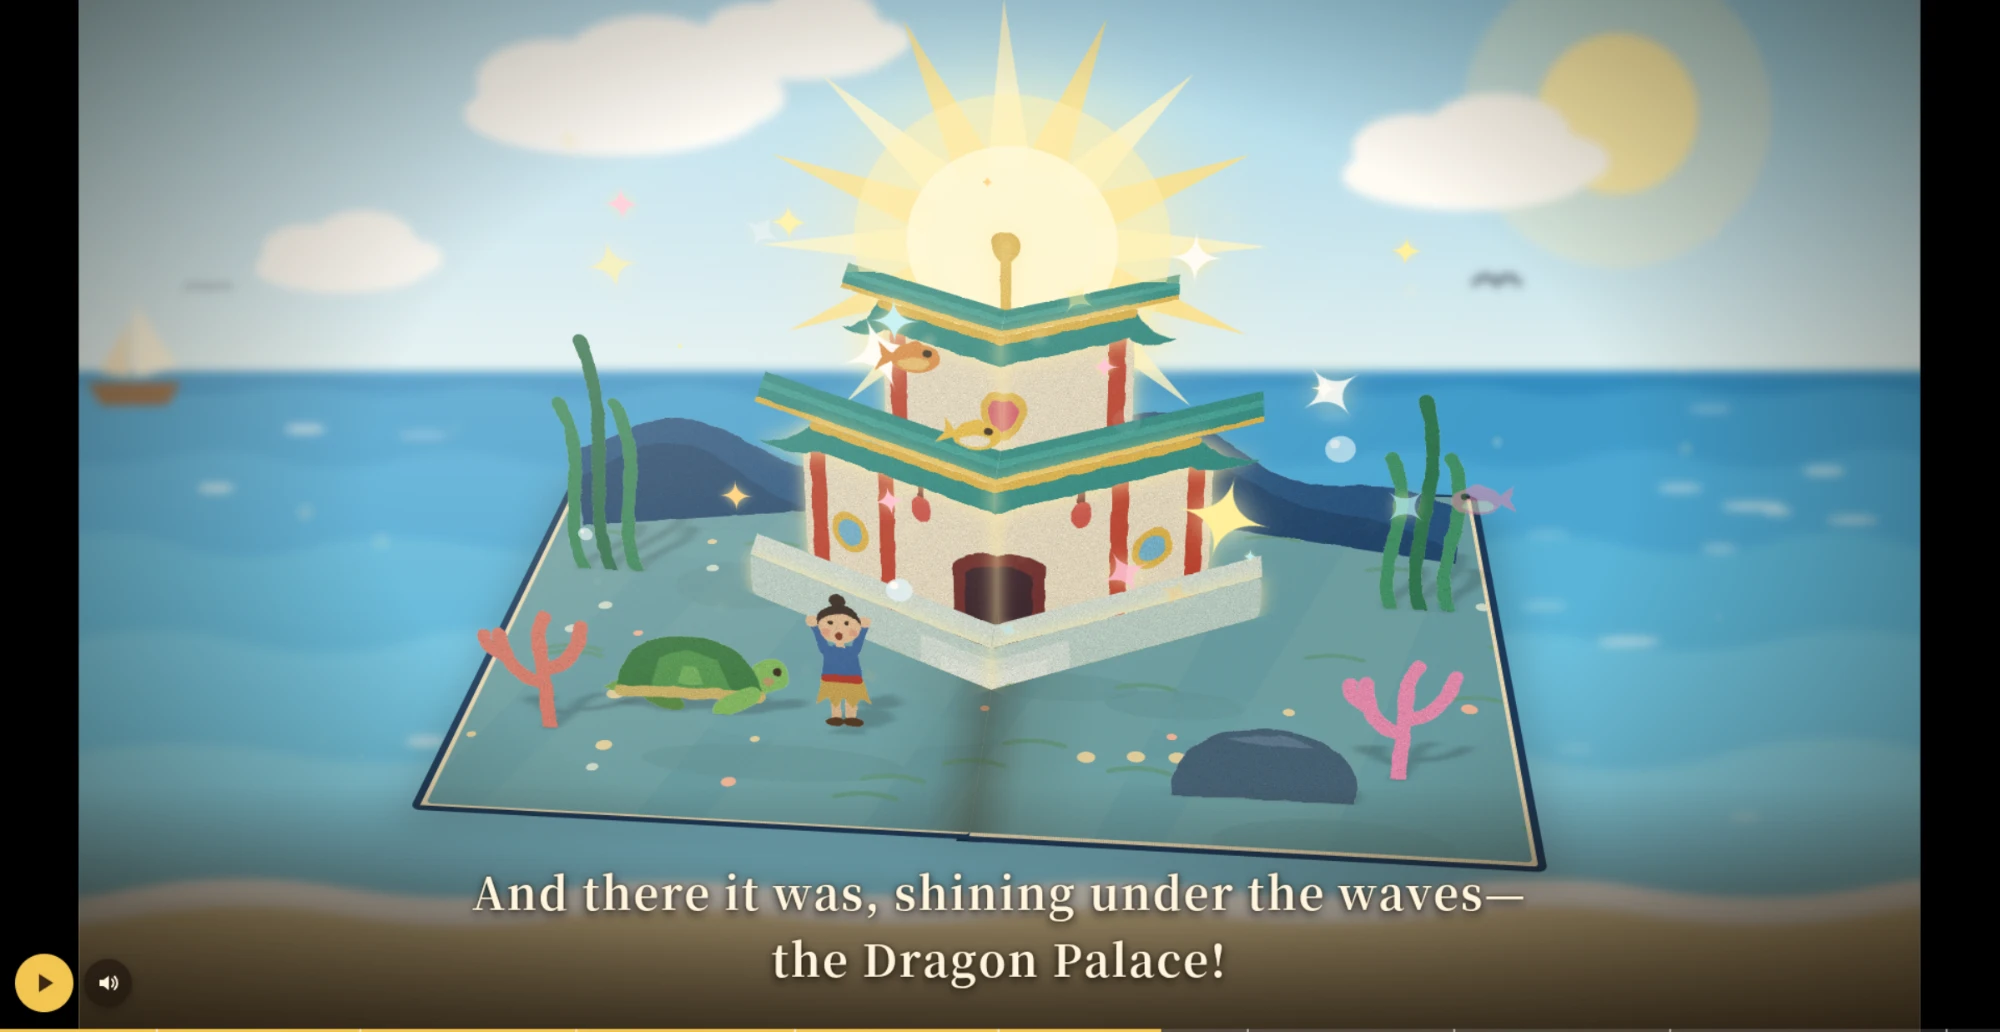 And there it was, shining under the waves—
the Dragon Palace!